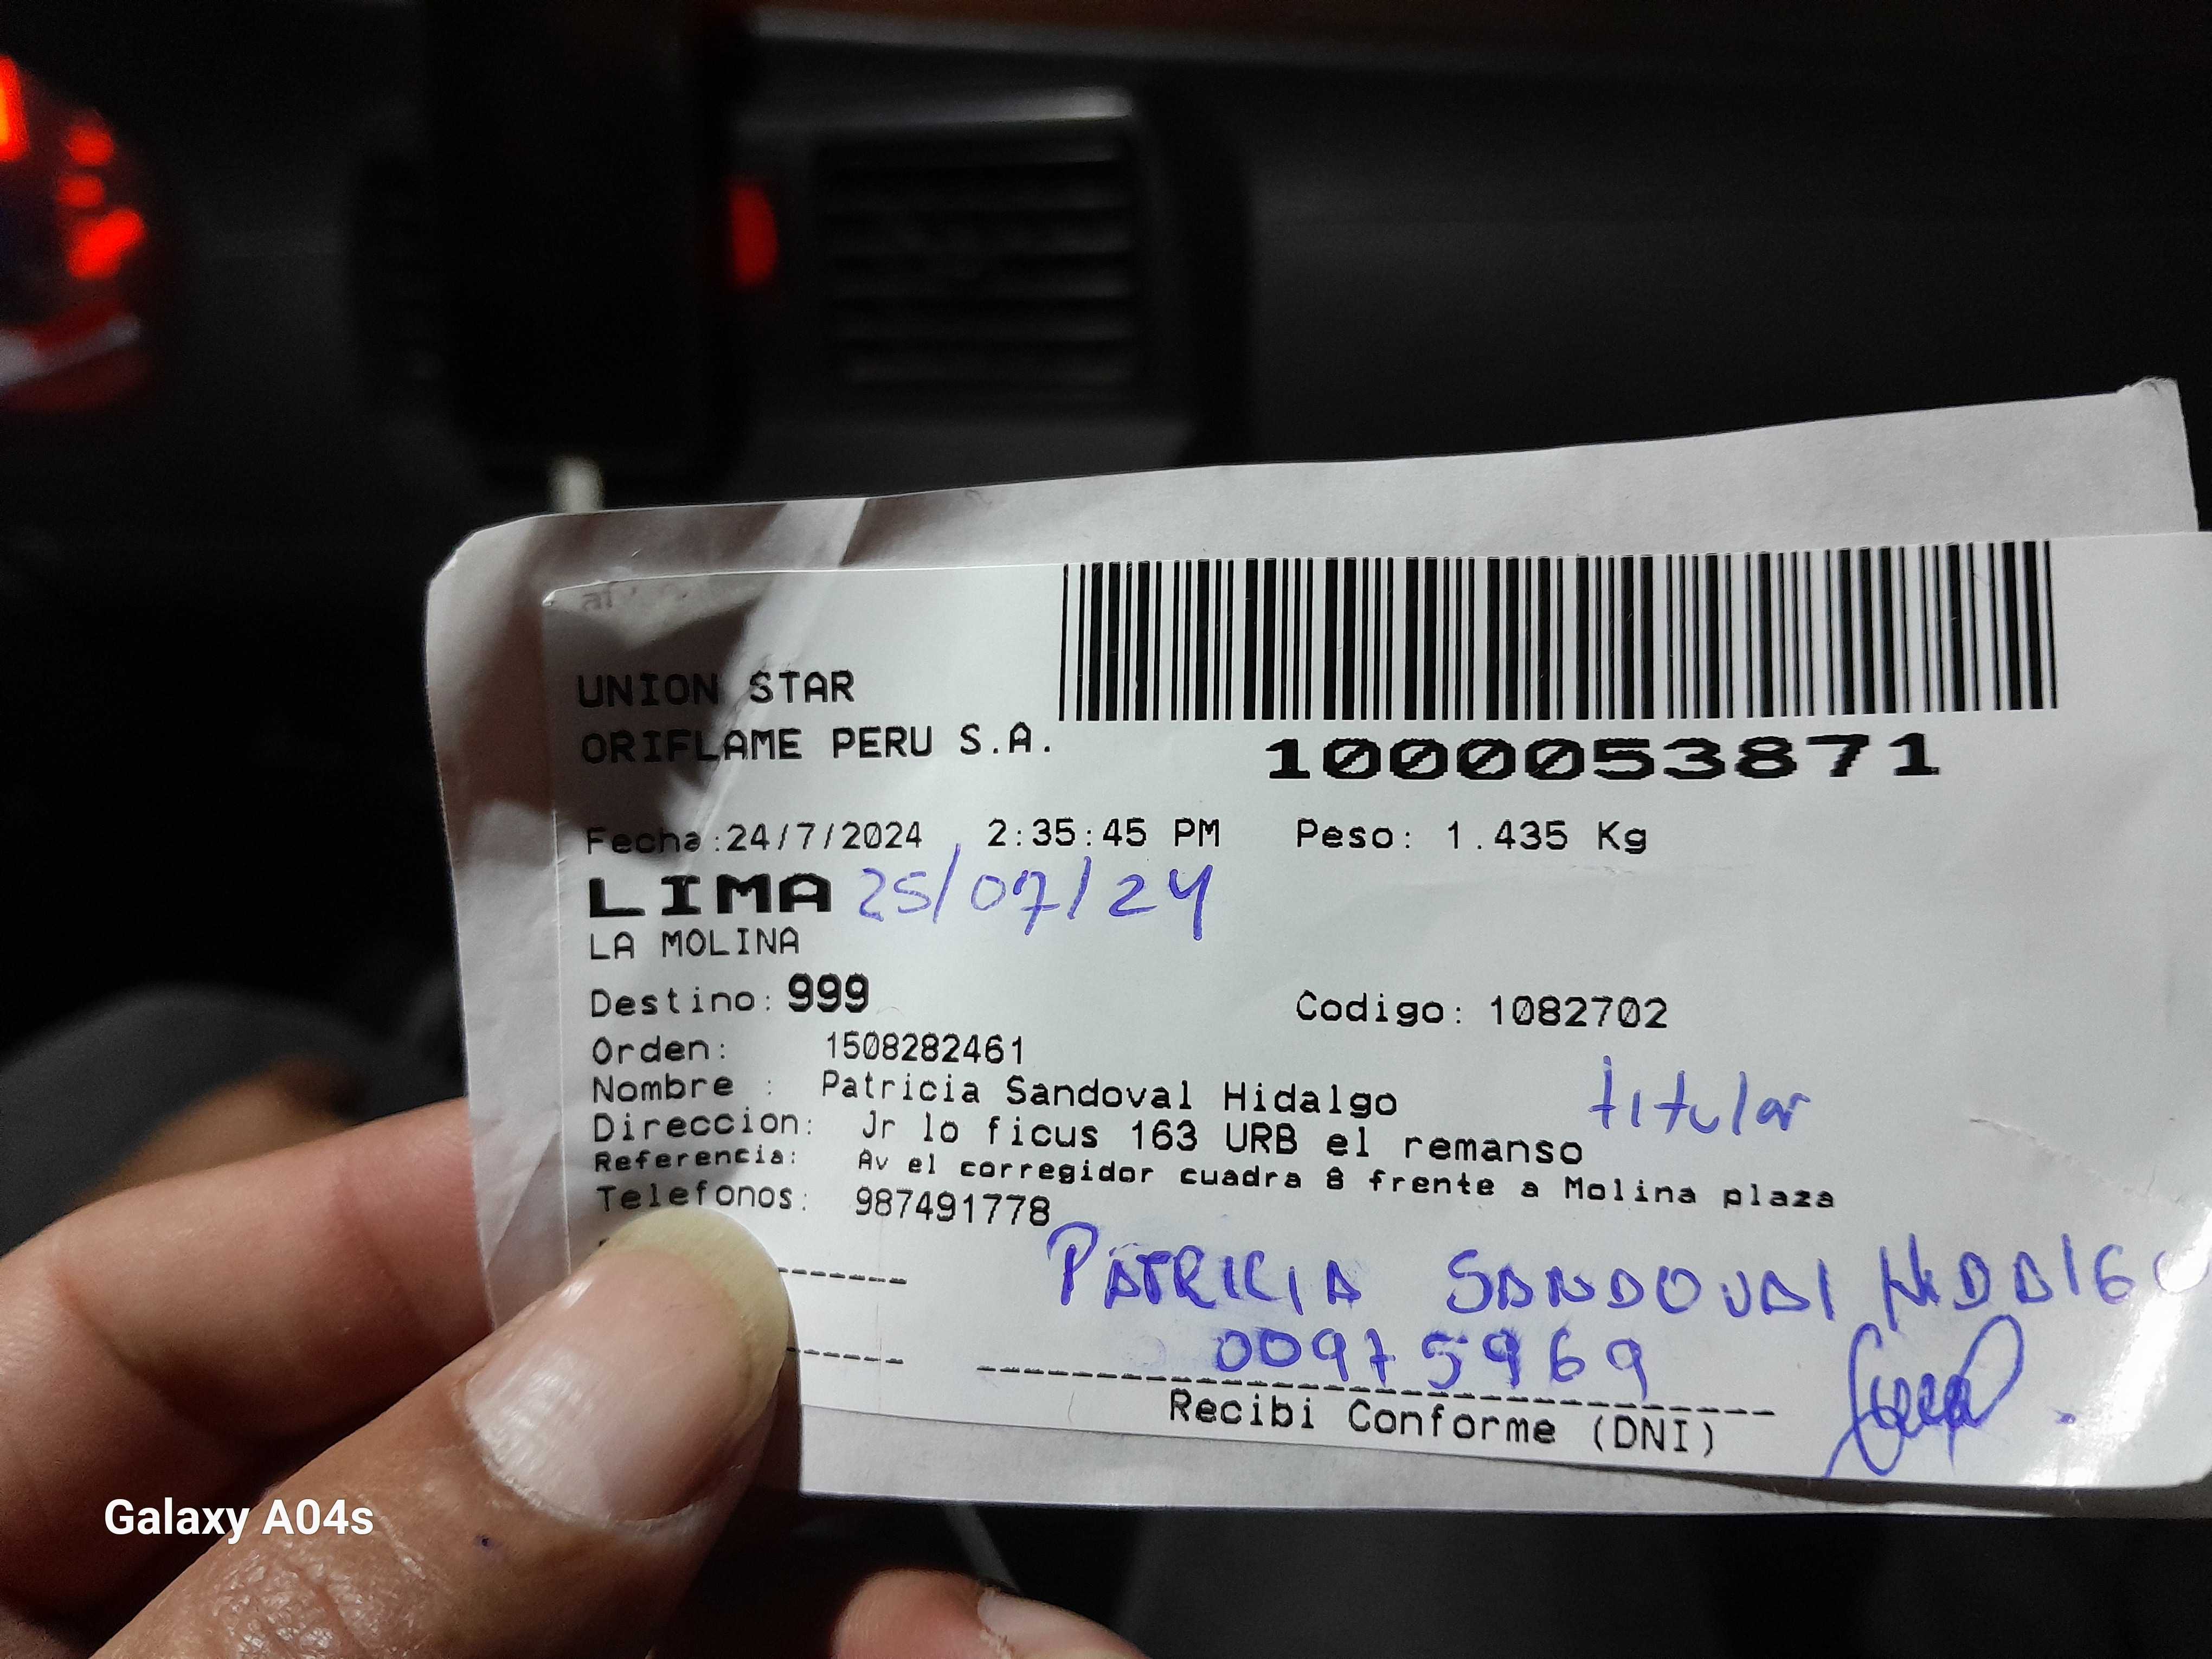 UNION STAR
ORIFLAME PERU S.A.
1000053871
Fecha:24/7/2024 2:35:45 PM Peso: 1.435 Kg
LIMA 25/07/24
LA MOLINA
Destino: 999 Codigo: 1082702
Orden: 1508282461
Nombre : Patricia Sandoval Hidalgo titular
Direccion: Jr lo ficus 163 URB el remanso
Referencia: Av el corregidor cuadra 8 frente a Molina plaza
Telefonos: 987491778
PATRICIA SANDOVAL HIDALGO
00975969
Recibi Conforme (DNI)
Galaxy A04s